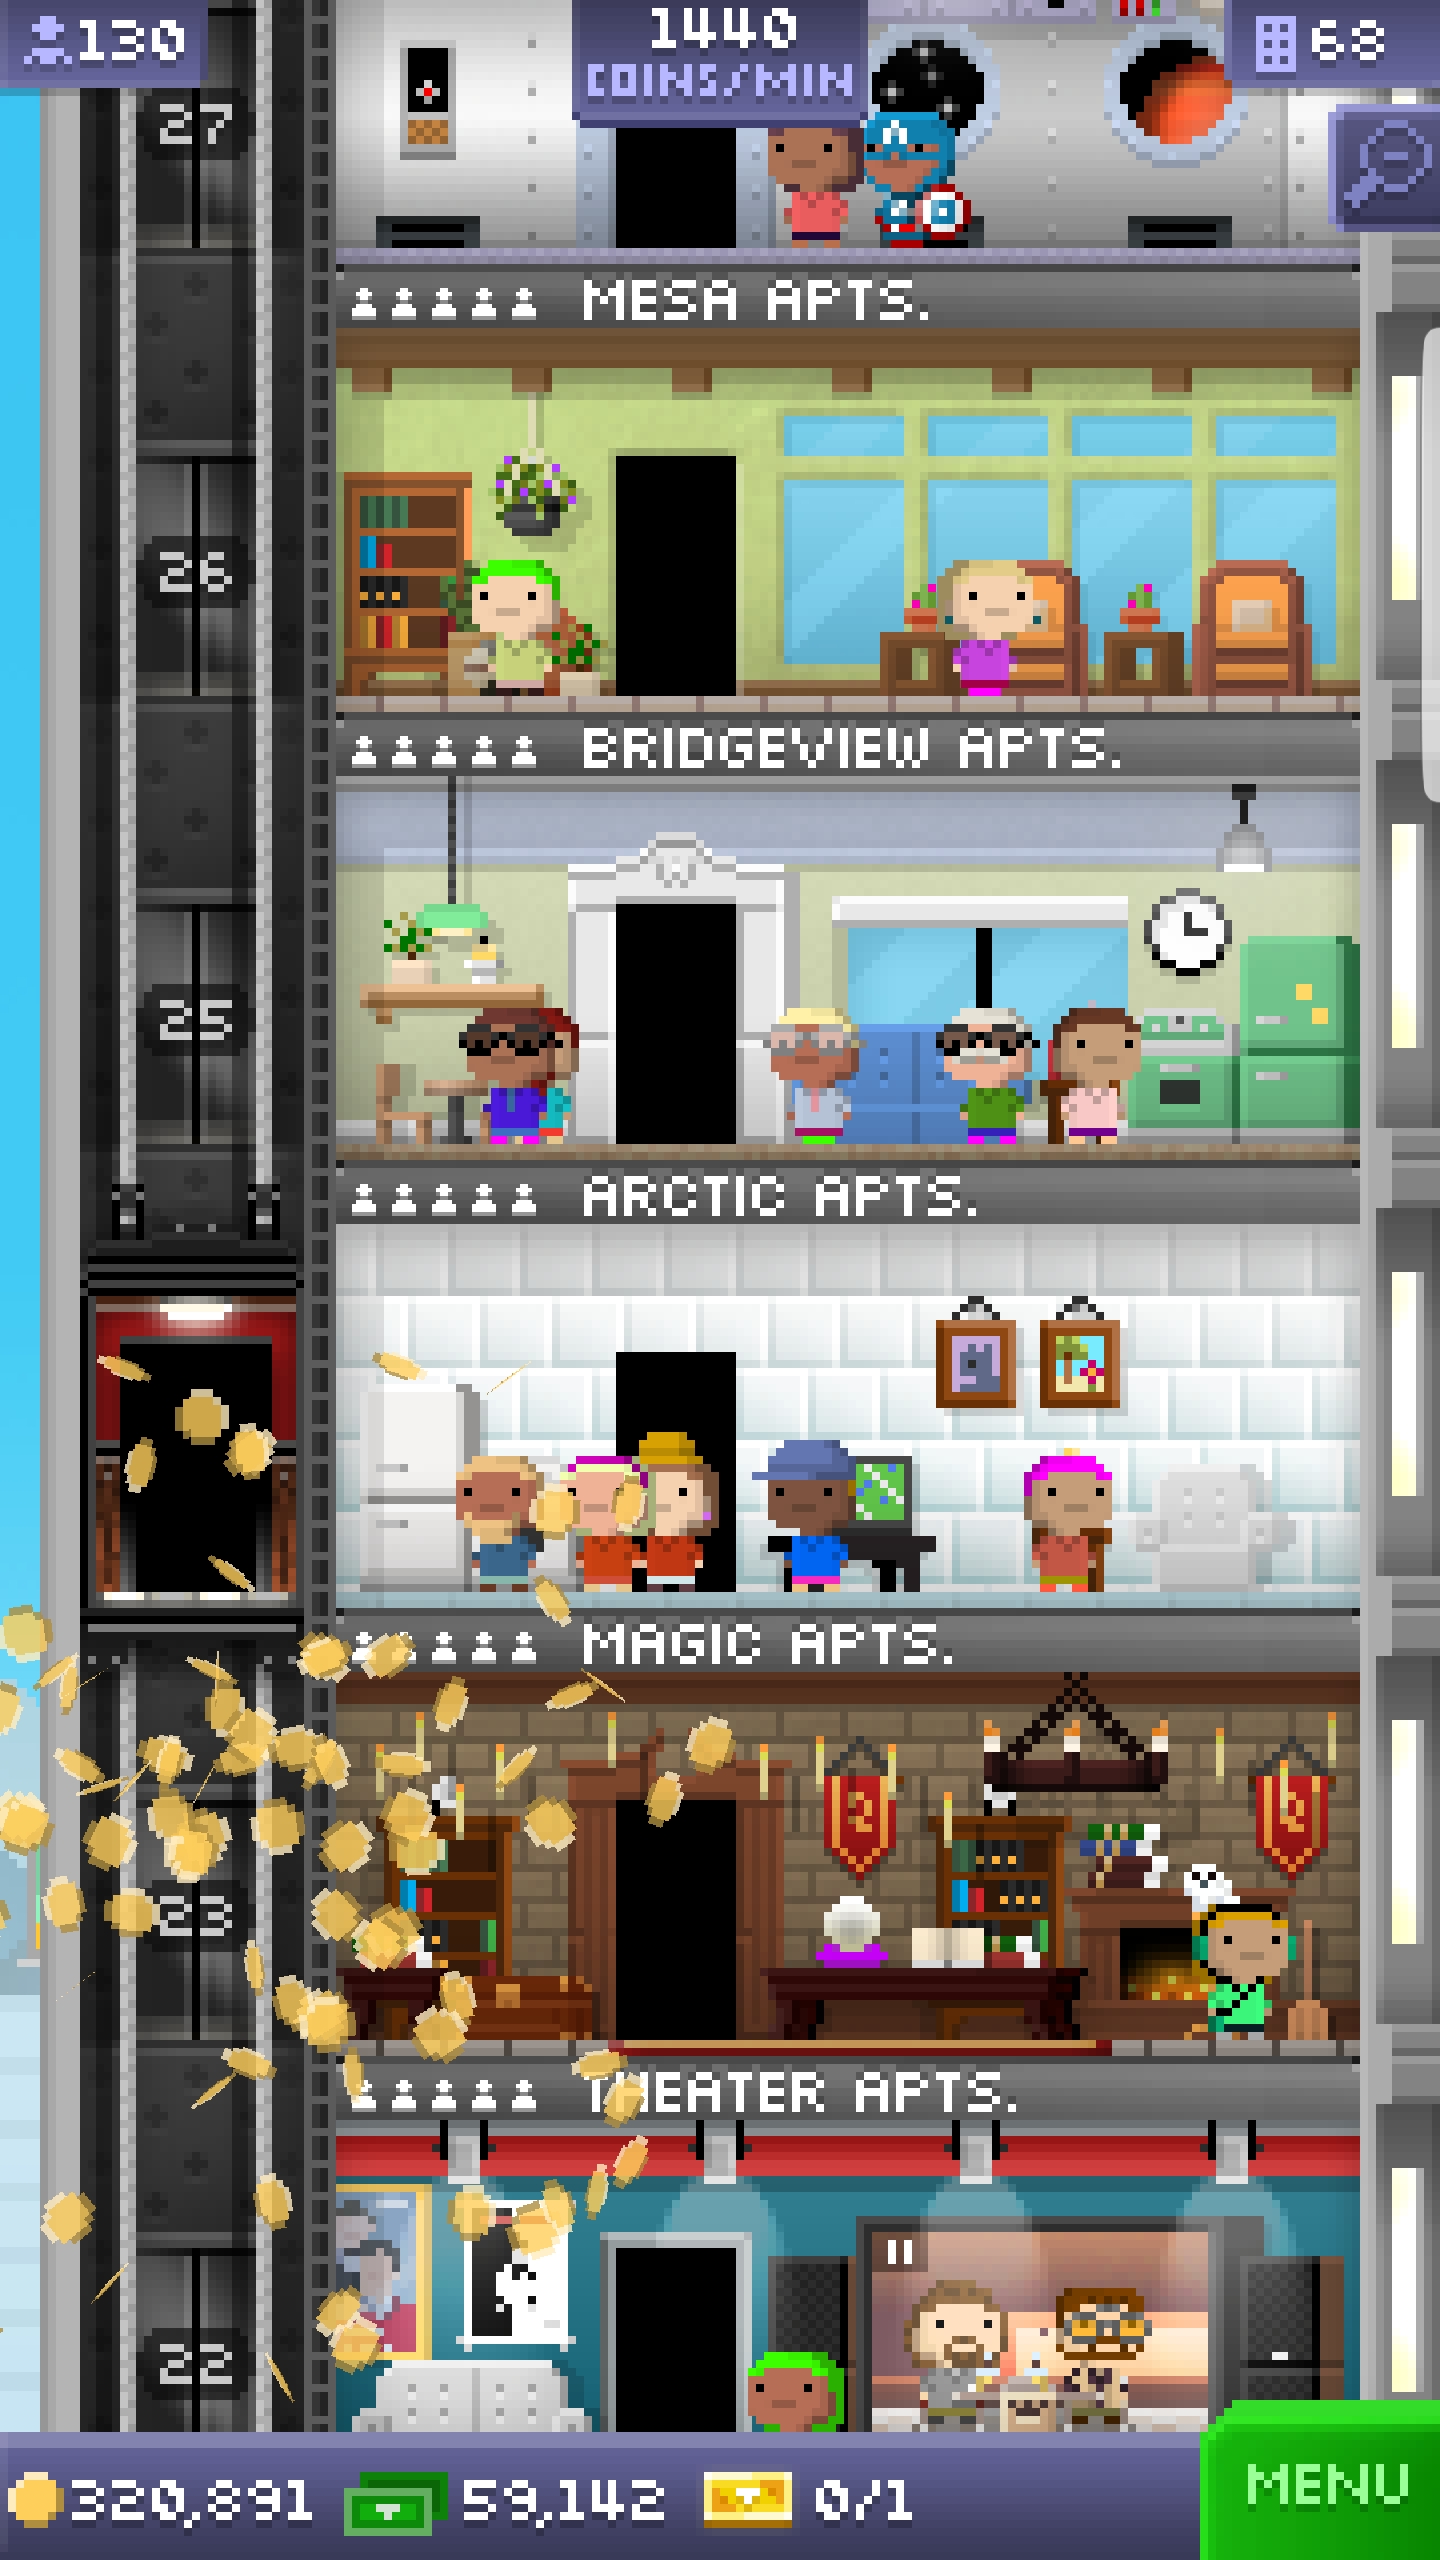 130
1440
COINS/MIN
68
27
MESA APTS.
26
BRIDGEVIEW APTS.
25
ARCTIC APTS.
MAGIC APTS.
23
THEATER APTS.
22
320,891
59,142
0/1
MENU